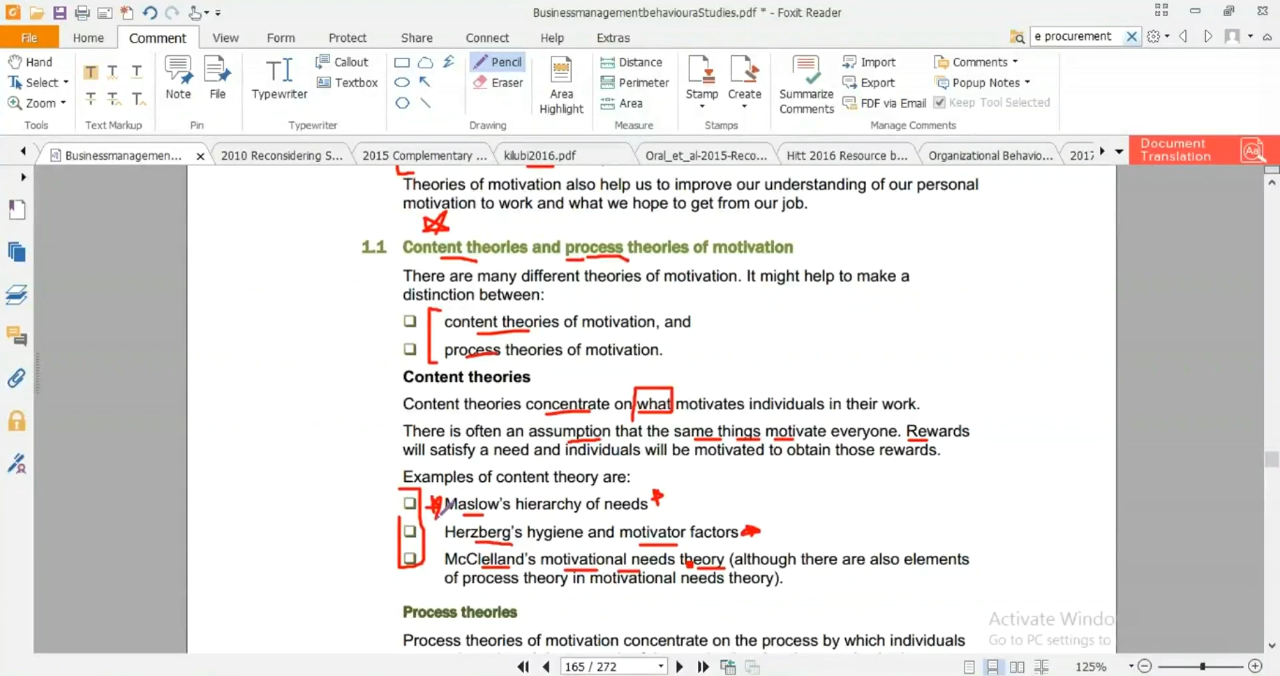 BusinessmanagementbehaviouraStudies.pdf * - Foxit Reader
File Home Comment View Form Protect Share Connect Help Extras e procurement
Hand
Select
Zoom
Tools
Text Markup
Note File
Pin
Typewriter
Callout
Textbox
Typewriter
Pencil
Eraser
Area Highlight
Drawing
Distance
Perimeter
Area
Measure
Stamp Create
Stamps
Summarize Comments
Import
Export
FDF via Email
Comments
Popup Notes
Keep Tool Selected
Manage Comments
Businessmanagemen... 2010 Reconsidering S... 2015 Complementary ... kilubi2016.pdf Oral_et_al-2015-Reco... Hitt 2016 Resource b... Organizational Behavio... 2017
Document Translation
Theories of motivation also help us to improve our understanding of our personal
motivation to work and what we hope to get from our job.
1.1 Content theories and process theories of motivation
There are many different theories of motivation. It might help to make a
distinction between:
content theories of motivation, and
process theories of motivation.
Content theories
Content theories concentrate on what motivates individuals in their work.
There is often an assumption that the same things motivate everyone. Rewards
will satisfy a need and individuals will be motivated to obtain those rewards.
Examples of content theory are:
Maslow's hierarchy of needs
Herzberg's hygiene and motivator factors
McClelland's motivational needs theory (although there are also elements
of process theory in motivational needs theory).
Process theories
Process theories of motivation concentrate on the process by which individuals
Activate Windo
Go to PC settings to
165 / 272 125%